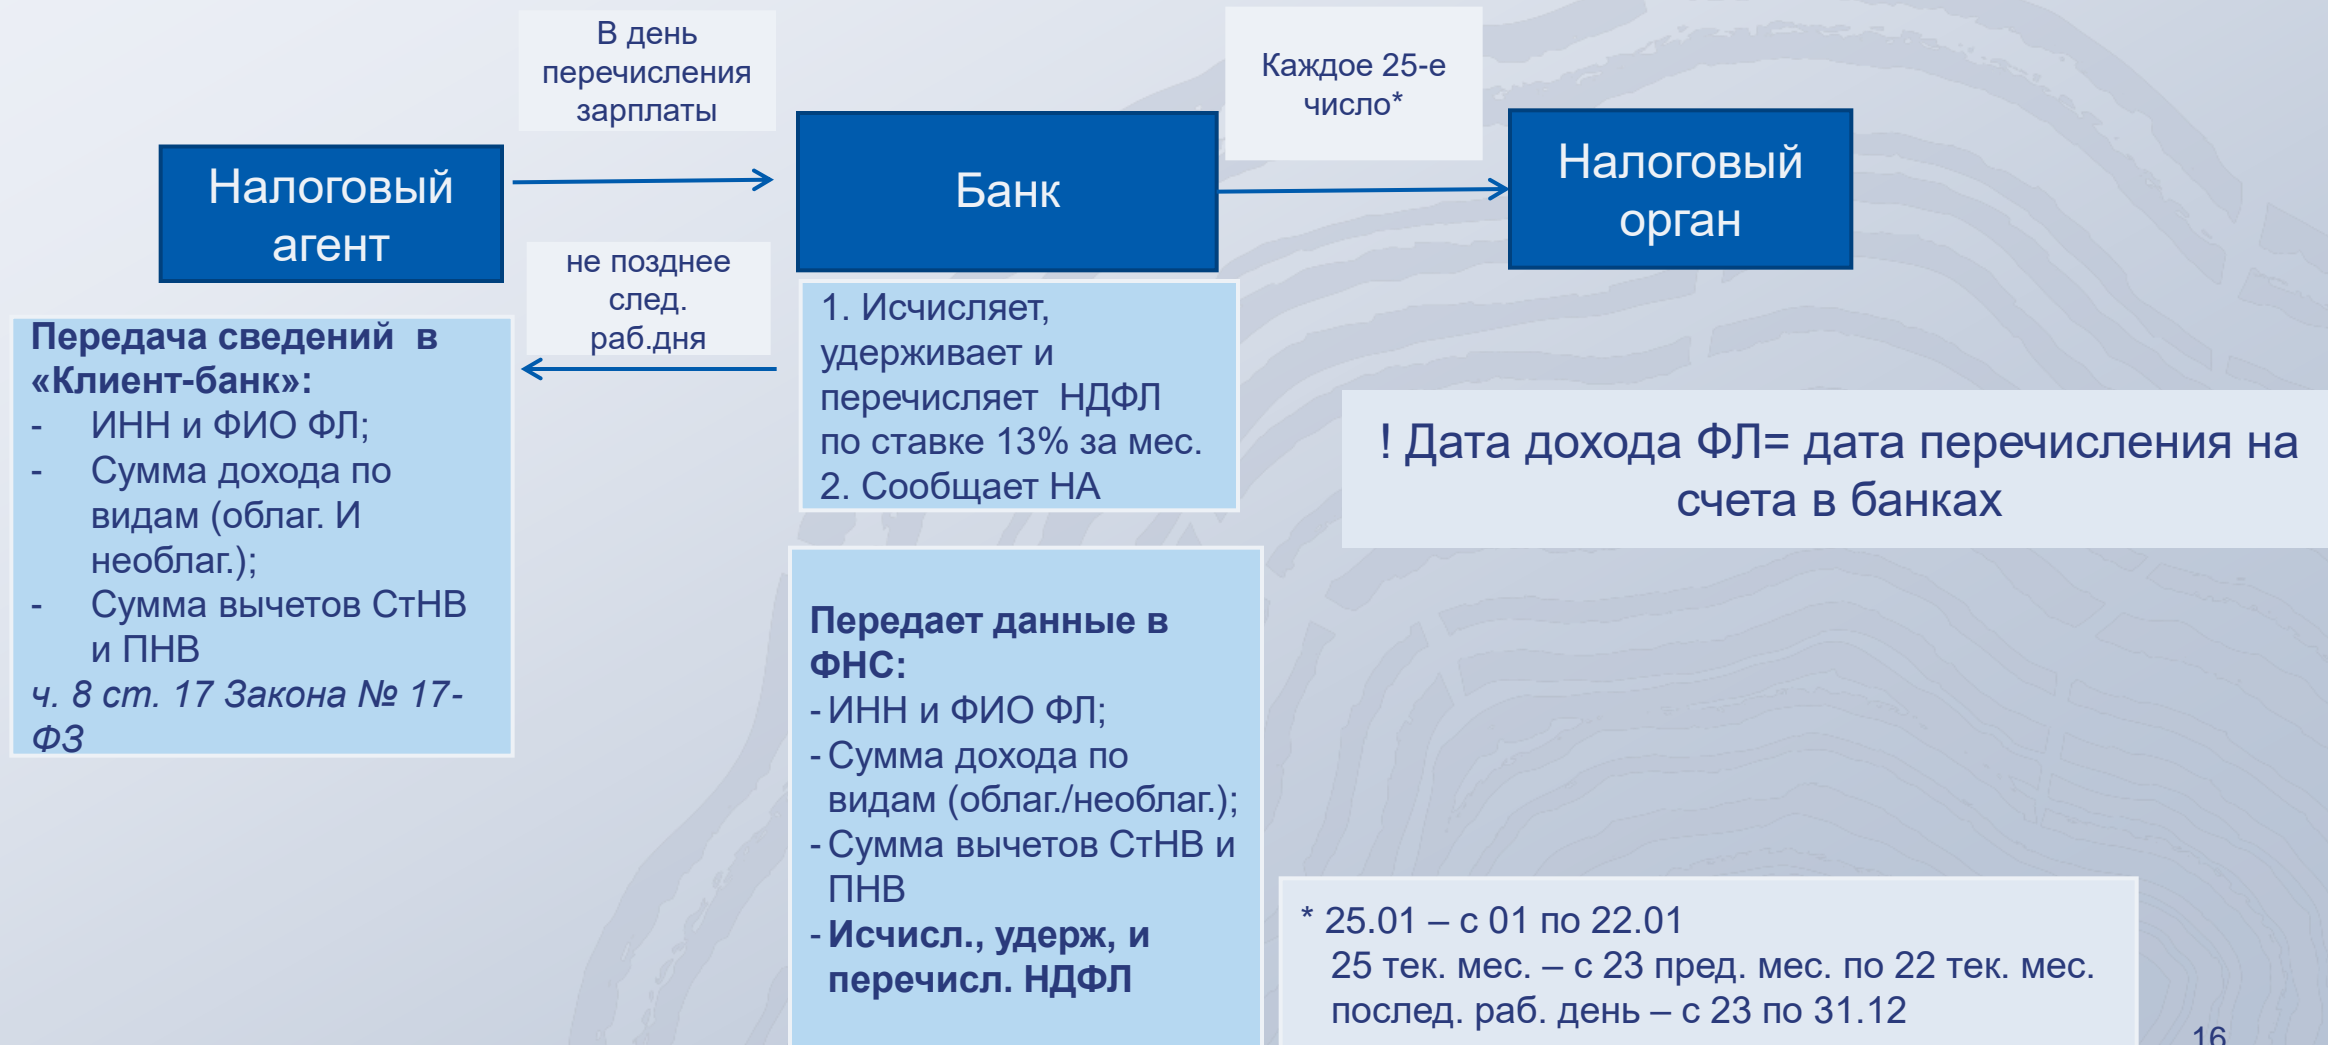 В день
перечисления
зарплаты
Каждое 25-е
число*
Налоговый
агент
Банк
Налоговый
орган
не позднее
след.
раб.дня
Передача сведений в
«Клиент-банк»:
- ИНН и ФИО ФЛ;
- Сумма дохода по
видам (облаг. И
необлаг.);
- Сумма вычетов СтНВ
и ПНВ
ч. 8 ст. 17 Закона № 17-
ФЗ
1. Исчисляет,
удерживает и
перечисляет НДФЛ
по ставке 13% за мес.
2. Сообщает НА
! Дата дохода ФЛ= дата перечисления на
счета в банках
Передает данные в
ФНС:
- ИНН и ФИО ФЛ;
- Сумма дохода по
видам (облаг./необлаг.);
- Сумма вычетов СтНВ и
ПНВ
- Исчисл., удерж, и
перечисл. НДФЛ
* 25.01 – с 01 по 22.01
25 тек. мес. – с 23 пред. мес. по 22 тек. мес.
послед. раб. день – с 23 по 31.12
16